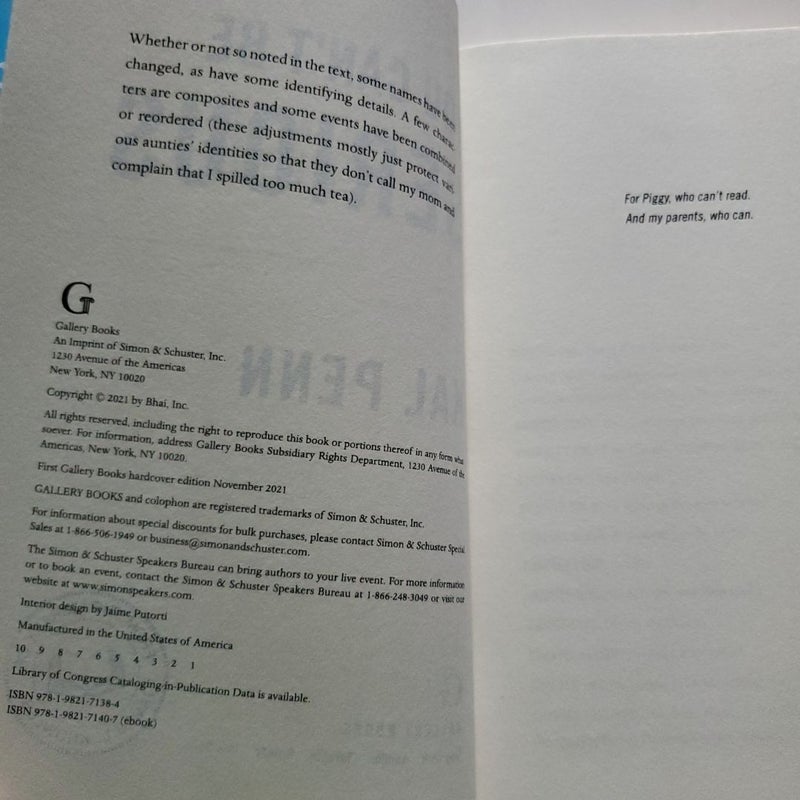 Whether or not so noted in the text, some names have been
changed, as have some identifying details. A few charac-
ters are composites and some events have been combined
or reordered (these adjustments mostly just protect vari-
ous aunties' identities so that they don't call my mom and
complain that I spilled too much tea).
G
Gallery Books
An Imprint of Simon & Schuster, Inc.
1230 Avenue of the Americas
New York, NY 10020
Copyright © 2021 by Bhai, Inc.
All rights reserved, including the right to reproduce this book or portions thereof in any form what-
soever. For information, address Gallery Books Subsidiary Rights Department, 1230 Avenue of the
Americas, New York, NY 10020.
First Gallery Books hardcover edition November 2021
GALLERY BOOKS and colophon are registered trademarks of Simon & Schuster, Inc.
For information about special discounts for bulk purchases, please contact Simon & Schuster Special
Sales at 1-866-506-1949 or business@simonandschuster.com.
The Simon & Schuster Speakers Bureau can bring authors to your live event. For more information
or to book an event, contact the Simon & Schuster Speakers Bureau at 1-866-248-3049 or visit our
website at www.simonspeakers.com.
Interior design by Jaime Putorti
Manufactured in the United States of America
10 9 8 7 6 5 4 3 2 1
Library of Congress Cataloging-in-Publication Data is available.
ISBN 978-1-9821-7138-4
ISBN 978-1-9821-7140-7 (ebook)
For Piggy, who can't read.
And my parents, who can.